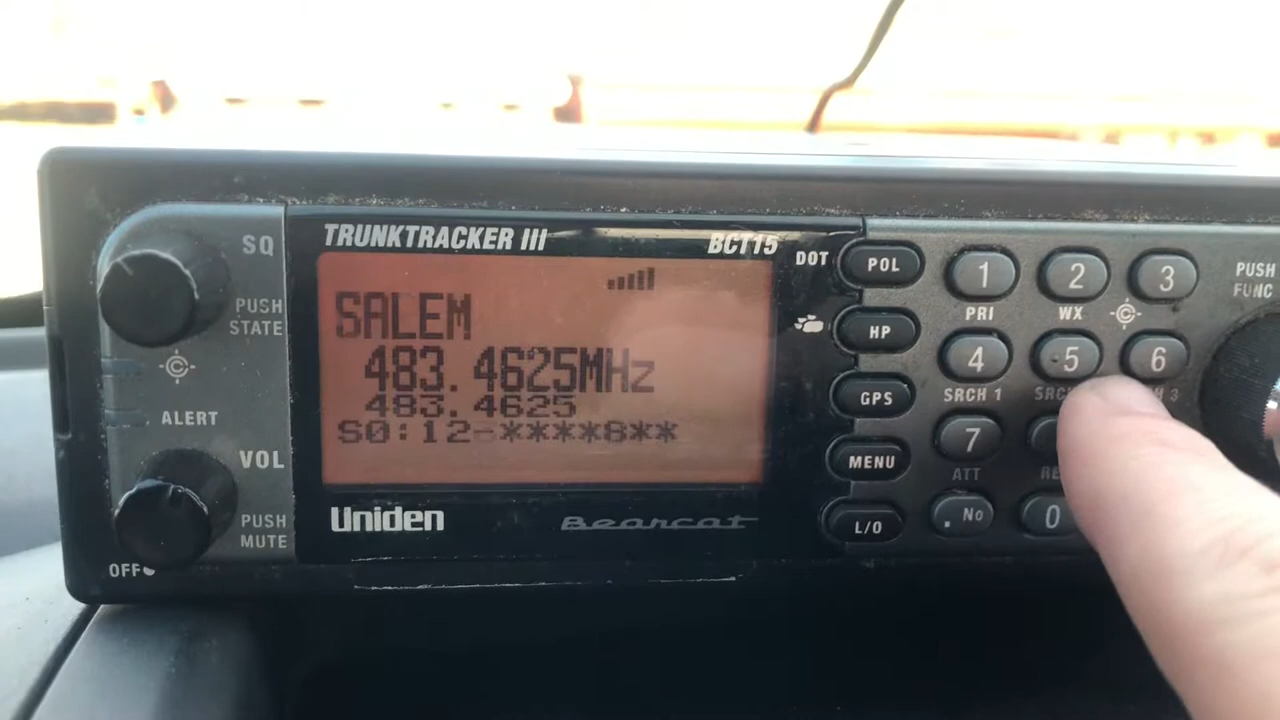 TRUNKTRACKER III BCT15
SQ
PUSH
STATE
ALERT
VOL
PUSH
MUTE
OFF
SALEM
483.4625MHz
483.4625
S0:12-****8**
Uniden
Bearcat
DOT
POL
HP
GPS
MENU
L/O
1 2 3
PRI WX
4 5 6
SRCH 1
7
ATT
. No 0
PUSH
FUNC